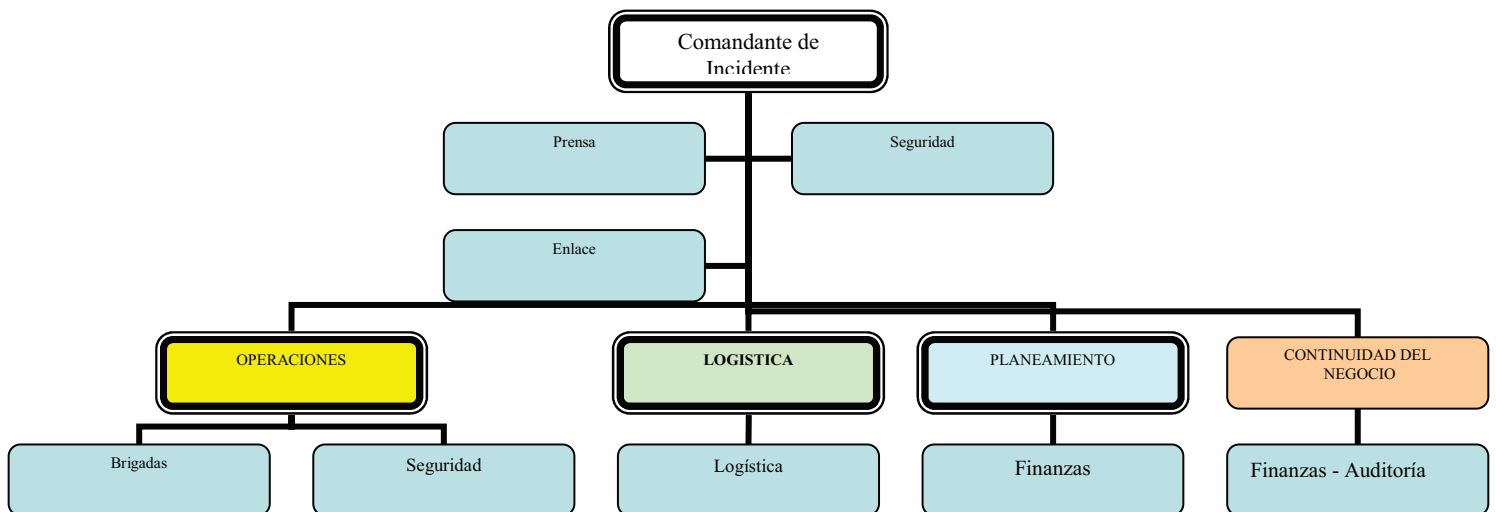 Comandante de
Incidente
Prensa
Seguridad
Enlace
OPERACIONES
LOGISTICA
PLANEAMIENTO
CONTINUIDAD DEL
NEGOCIO
Brigadas
Seguridad
Logística
Finanzas
Finanzas - Auditoría